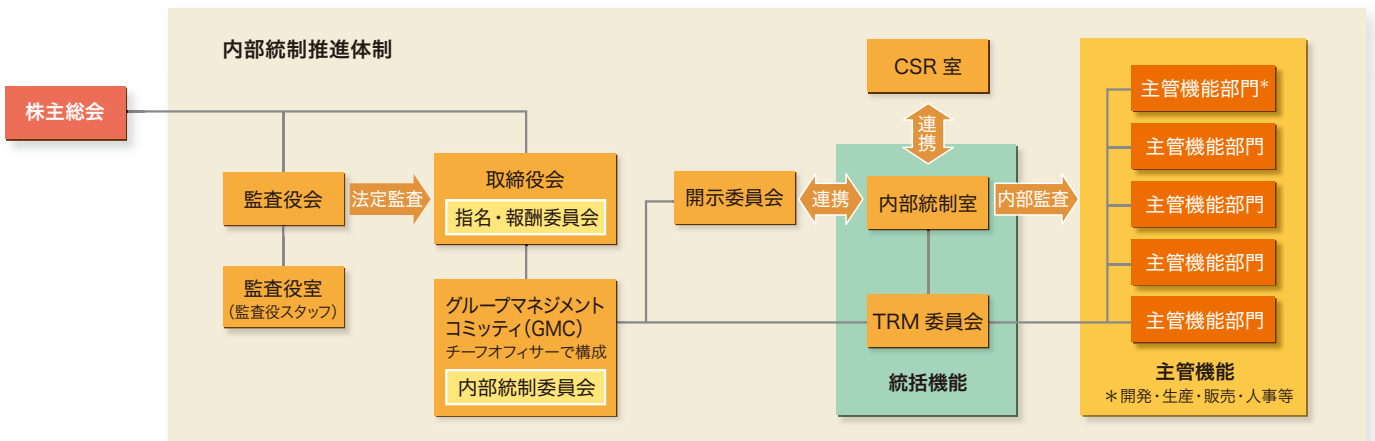 内部統制推進体制
株主総会
監査役会
法定監査
取締役会
指名・報酬委員会
監査役室
(監査役スタッフ)
グループマネジメント
コミッティ(GMC)
チーフオフィサーで構成
内部統制委員会
開示委員会
連携
CSR 室
連
携
内部統制室
内部監査
TRM 委員会
統括機能
主管機能部門*
主管機能部門
主管機能部門
主管機能部門
主管機能部門
主管機能
*開発・生産・販売・人事等